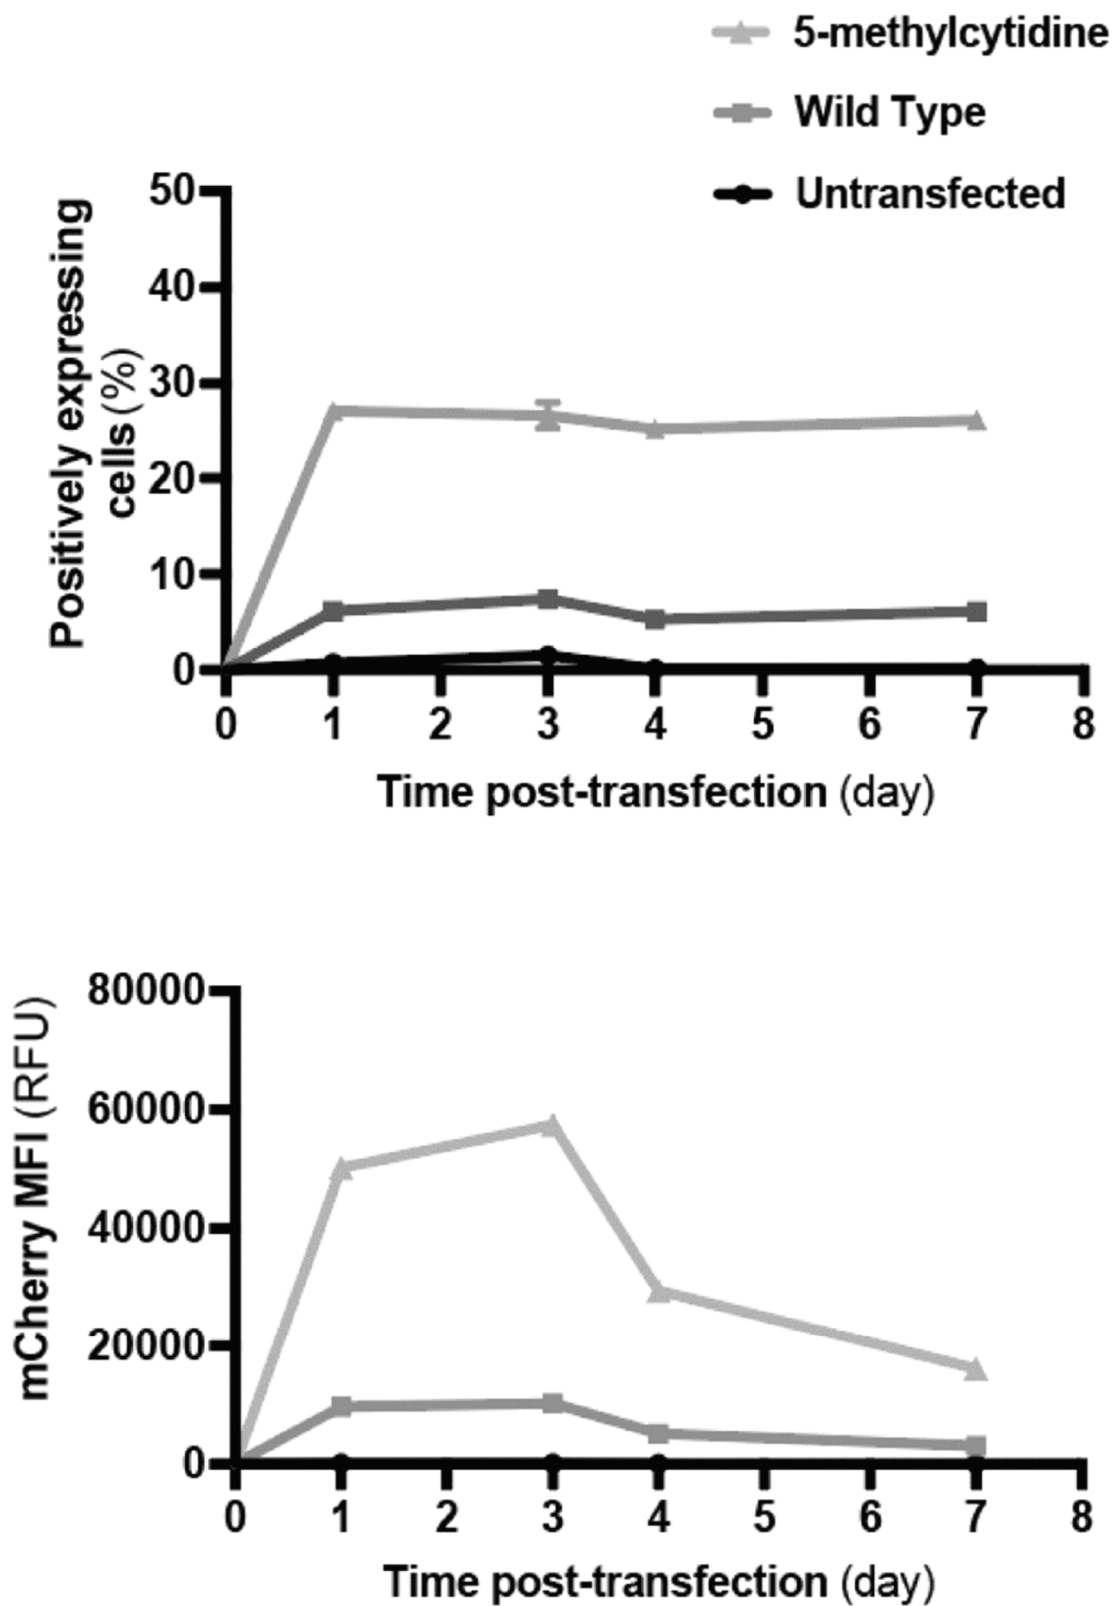 5-methylcytidine
Wild Type
Untransfected
Positively expressing
cells (%)
50
40
30
20
10
0
0 1 2 3 4 5 6 7 8
Time post-transfection (day)
mCherry MFI (RFU)
80000
60000
40000
20000
0
0 1 2 3 4 5 6 7 8
Time post-transfection (day)